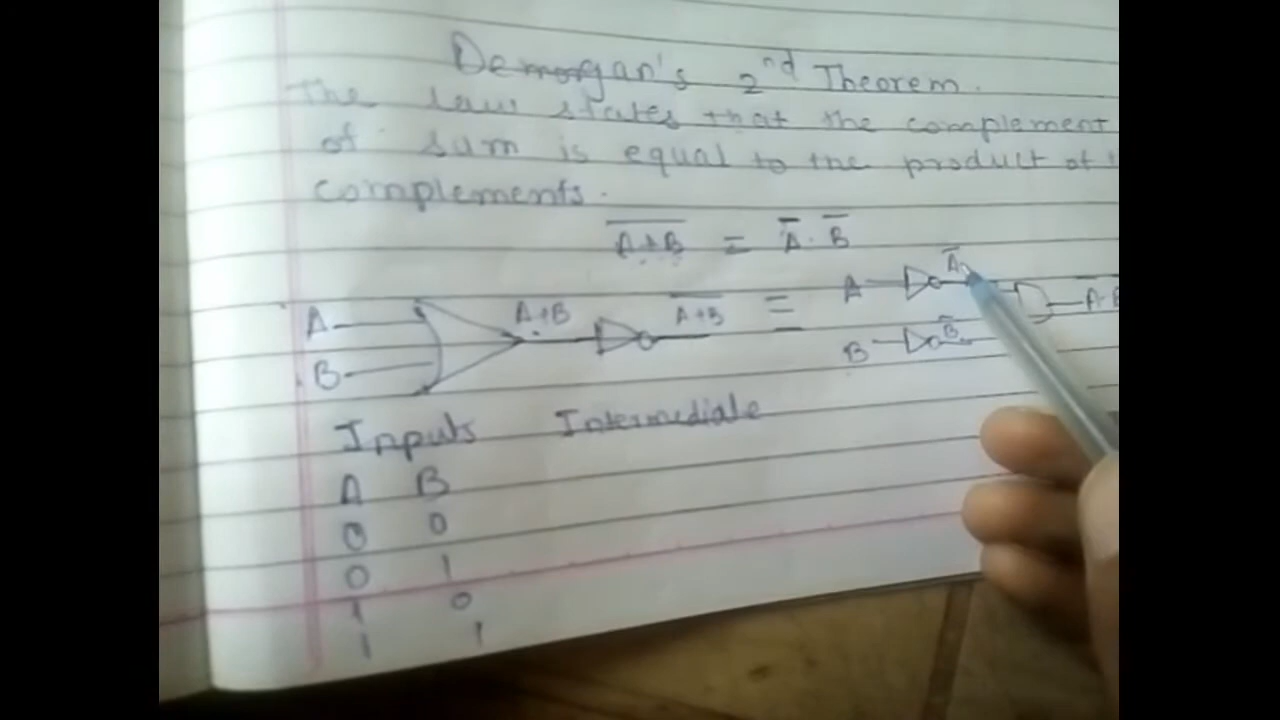 Demorgan's 2nd Theorem.
The law states that the complement
of sum is equal to the product of
complements.
A̅+̅B̅ = A̅ . B̅
A B A+B A̅+̅B̅ = A B A̅ B̅ A̅ .
Inputs Intermediate
A B
0 0
0 1
1 0
1 1